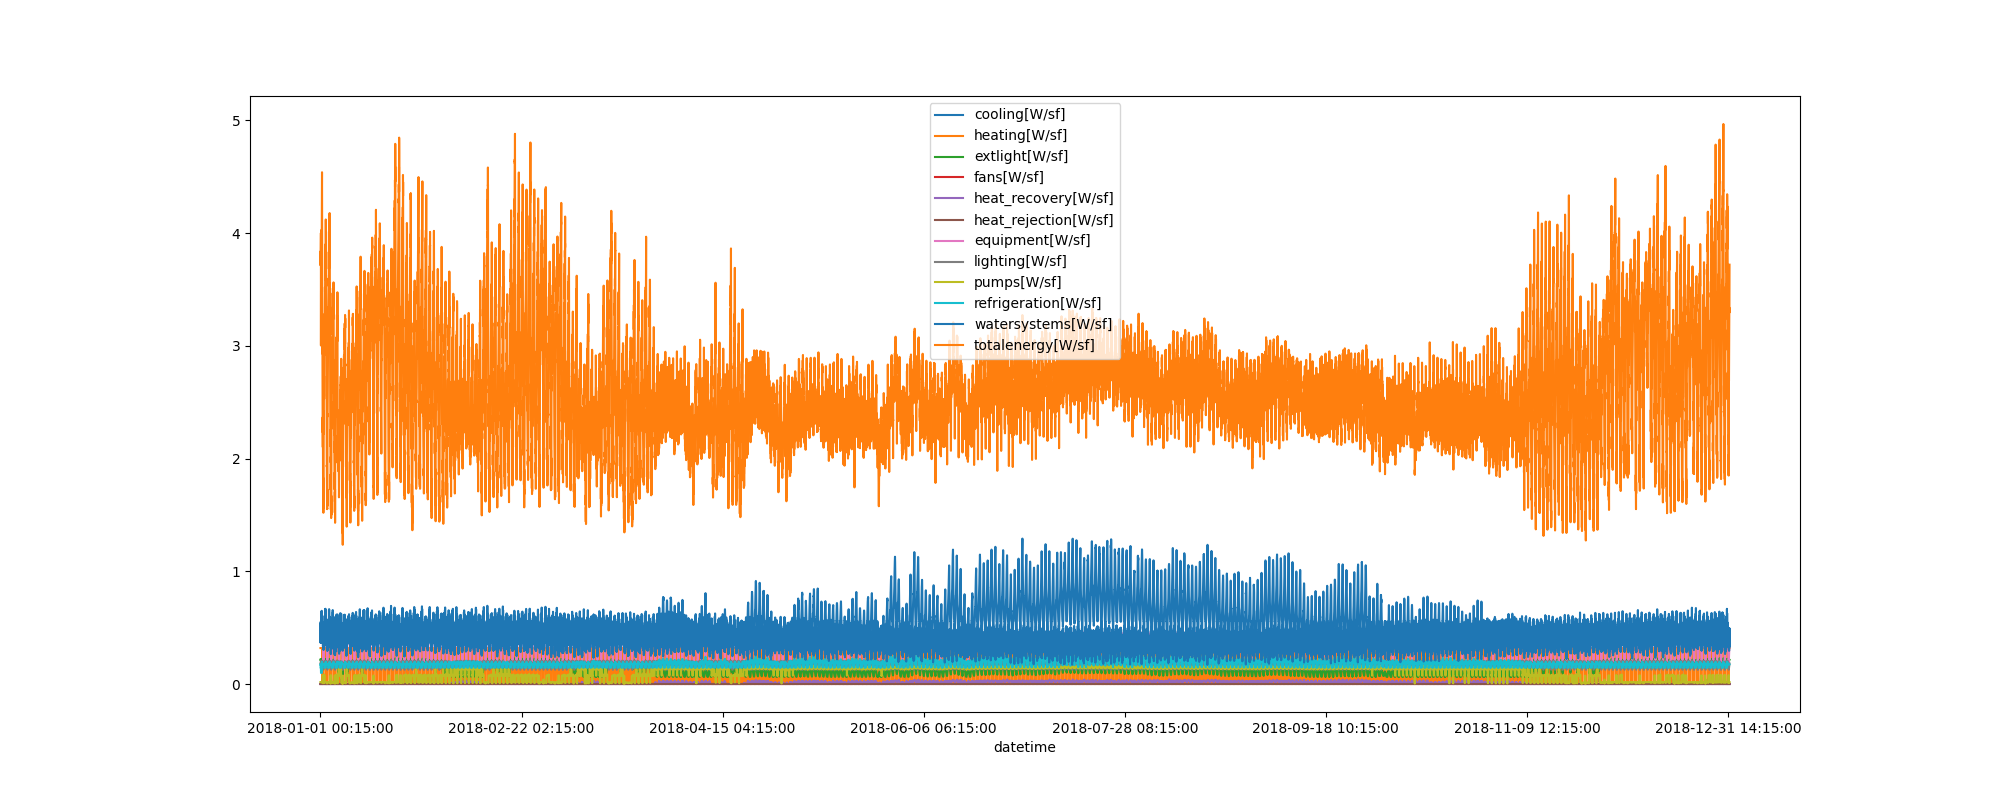 5
4
3
2
1
0
cooling[W/sf]
heating[W/sf]
extlight[W/sf]
fans[W/sf]
heat_recovery[W/sf]
heat_rejection[W/sf]
equipment[W/sf]
lighting[W/sf]
pumps[W/sf]
refrigeration[W/sf]
watersystems[W/sf]
totalenergy[W/sf]
2018-01-01 00:15:00 2018-02-22 02:15:00 2018-04-15 04:15:00 2018-06-06 06:15:00 2018-07-28 08:15:00 2018-09-18 10:15:00 2018-11-09 12:15:00 2018-12-31 14:15:00
datetime